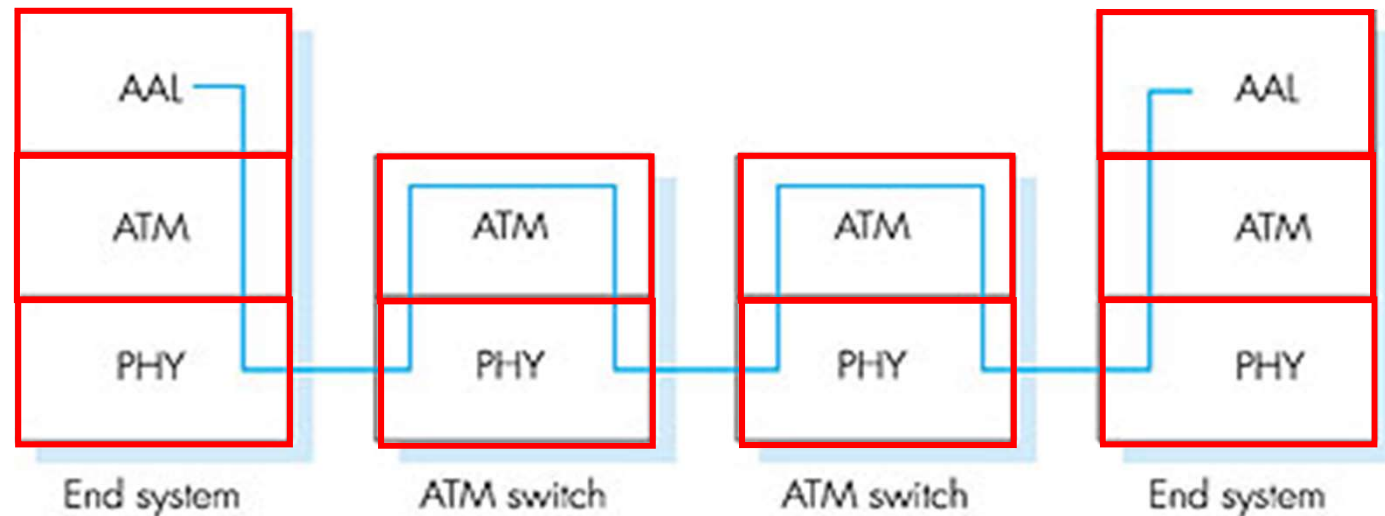 AAL AAL
ATM ATM ATM ATM
PHY PHY PHY PHY
End system ATM switch ATM switch End system